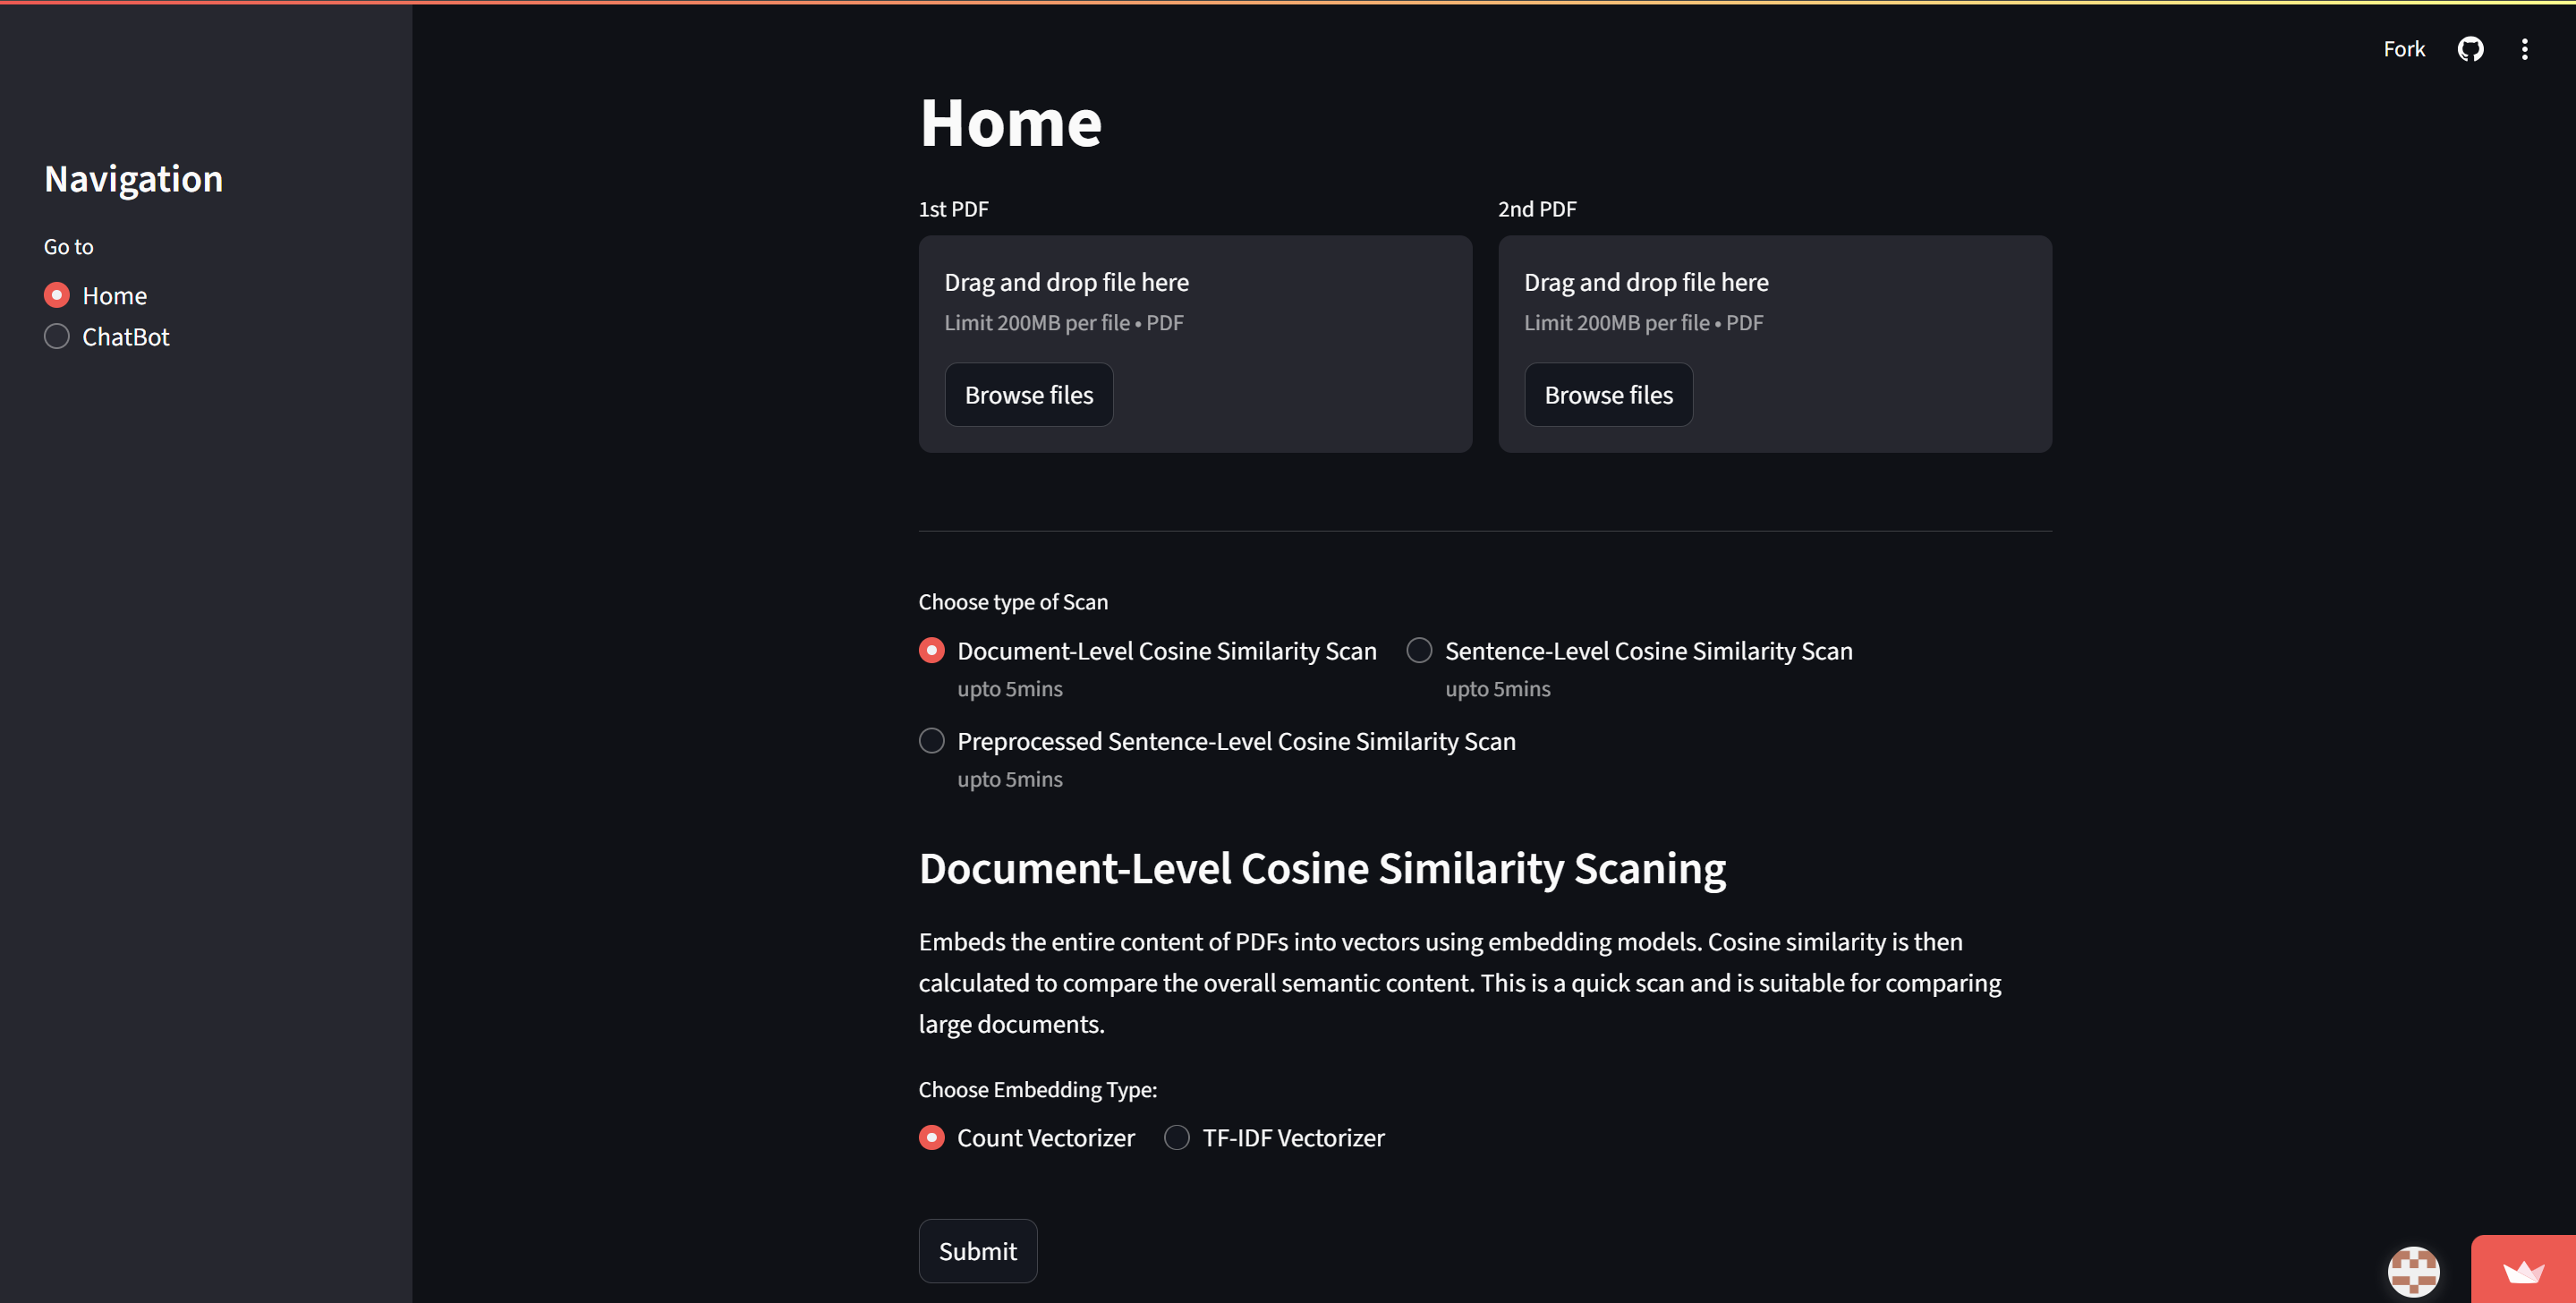 Fork
Navigation
Go to
Home
ChatBot
Home
1st PDF
Drag and drop file here
Limit 200MB per file • PDF
Browse files
2nd PDF
Drag and drop file here
Limit 200MB per file • PDF
Browse files
Choose type of Scan
Document-Level Cosine Similarity Scan
upto 5mins
Sentence-Level Cosine Similarity Scan
upto 5mins
Preprocessed Sentence-Level Cosine Similarity Scan
upto 5mins
Document-Level Cosine Similarity Scaning
Embeds the entire content of PDFs into vectors using embedding models. Cosine similarity is then
calculated to compare the overall semantic content. This is a quick scan and is suitable for comparing
large documents.
Choose Embedding Type:
Count Vectorizer
TF-IDF Vectorizer
Submit